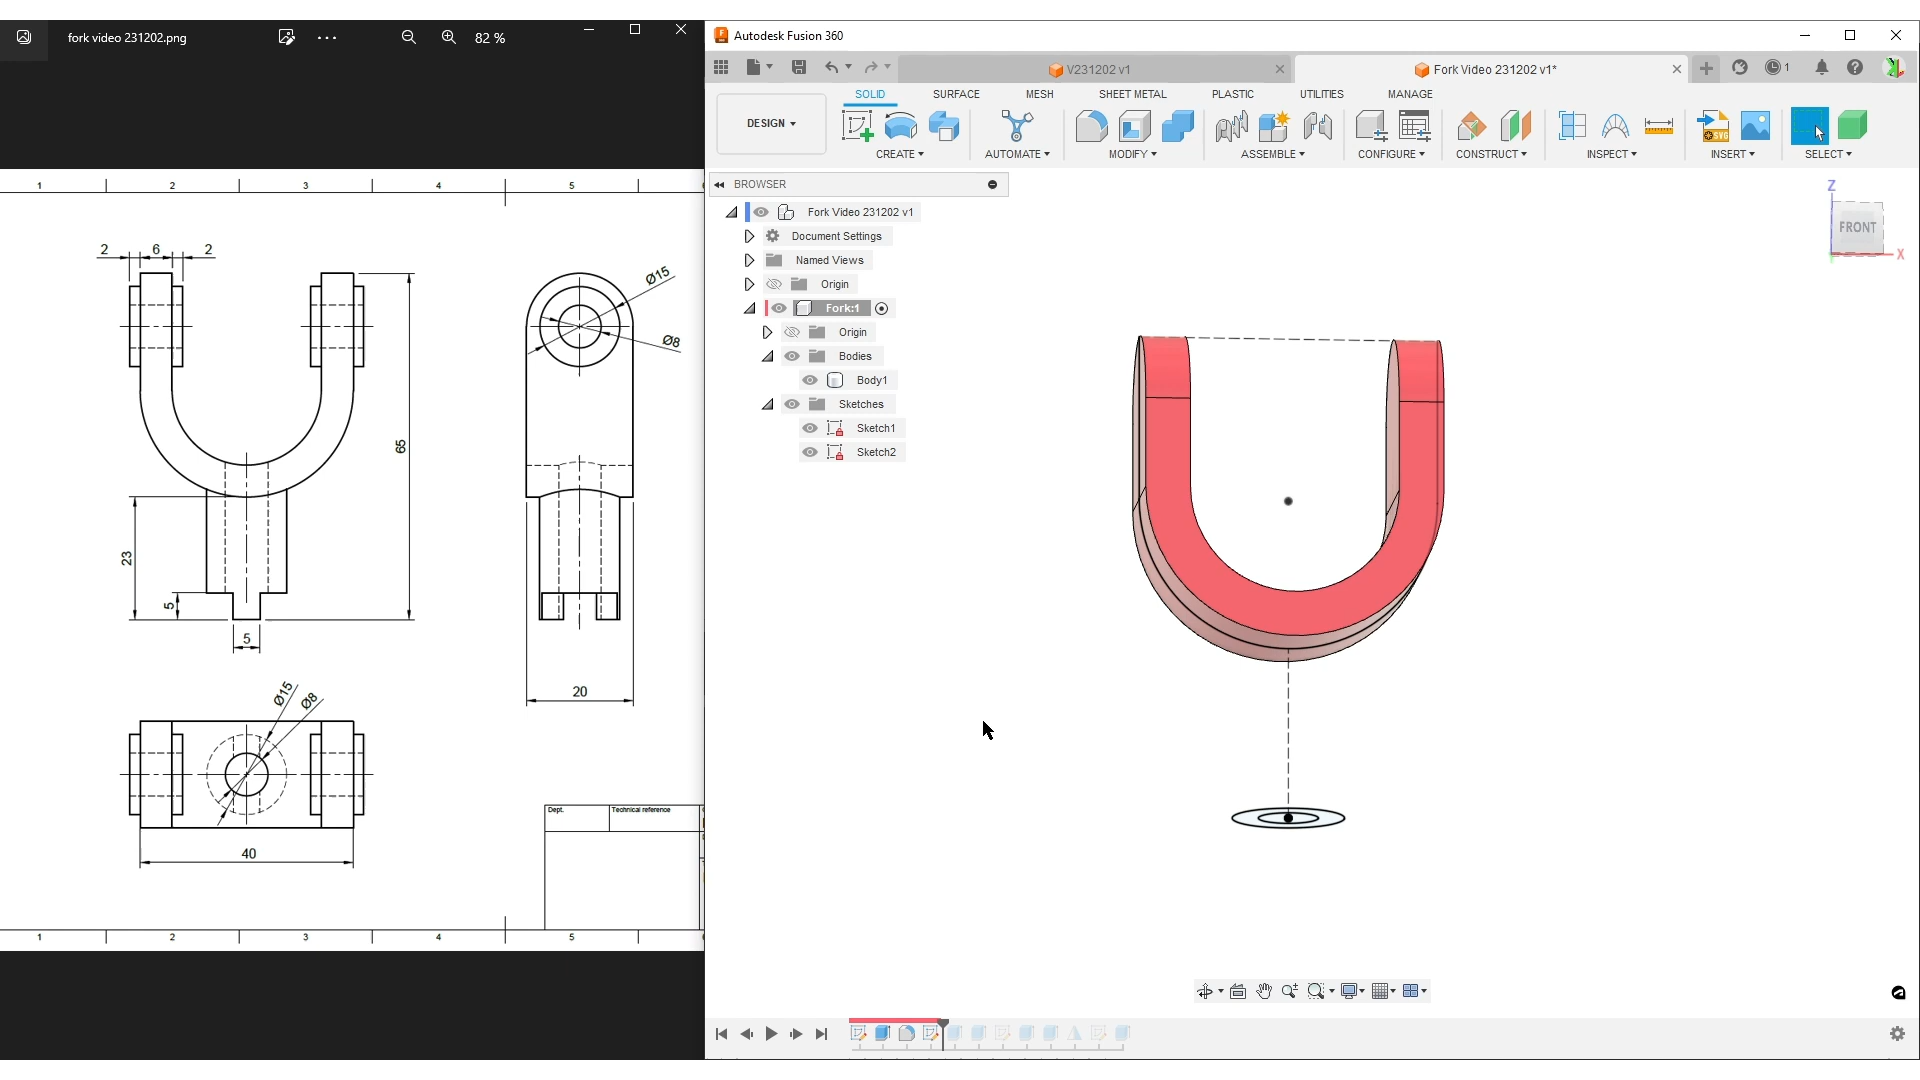 fork video 231202.png
82 %
Autodesk Fusion 360
V231202 v1
Fork Video 231202 v1*
1
DESIGN
SOLID
SURFACE
MESH
SHEET METAL
PLASTIC
UTILITIES
MANAGE
CREATE
AUTOMATE
MODIFY
ASSEMBLE
CONFIGURE
CONSTRUCT
INSPECT
SVG
INSERT
SELECT
BROWSER
Fork Video 231202 v1
Document Settings
Named Views
Origin
Fork:1
Origin
Bodies
Body1
Sketches
Sketch1
Sketch2
Z
FRONT
X
1 2 3 4 5
2 6 2
Ø15
Ø8
65
23
5
5
20
Ø15
Ø8
40
Dept.
Technical reference
1 2 3 4 5